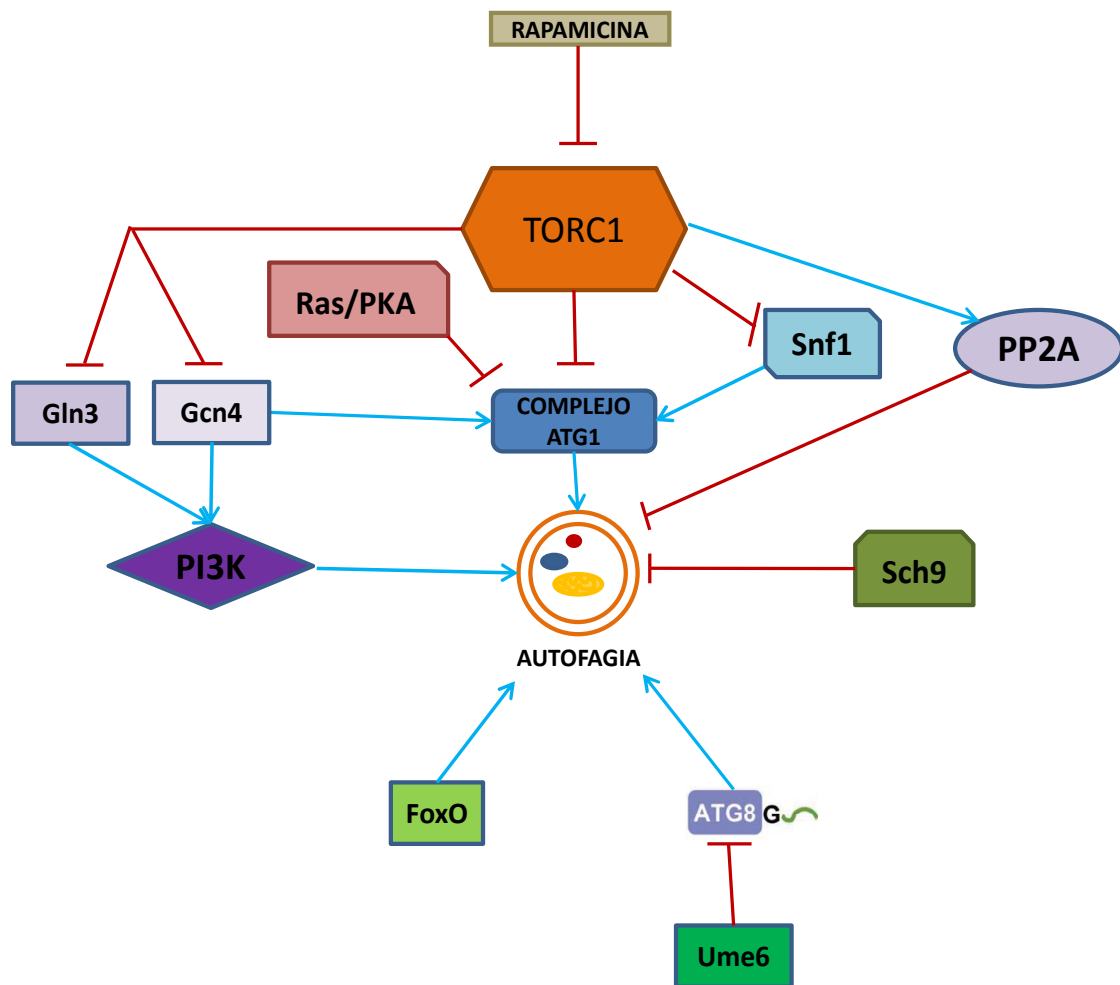 RAPAMICINA
TORC1
Ras/PKA
Snf1
PP2A
Gln3
Gcn4
COMPLEJO
ATG1
PI3K
Sch9
AUTOFAGIA
FoxO
ATG8 G
Ume6